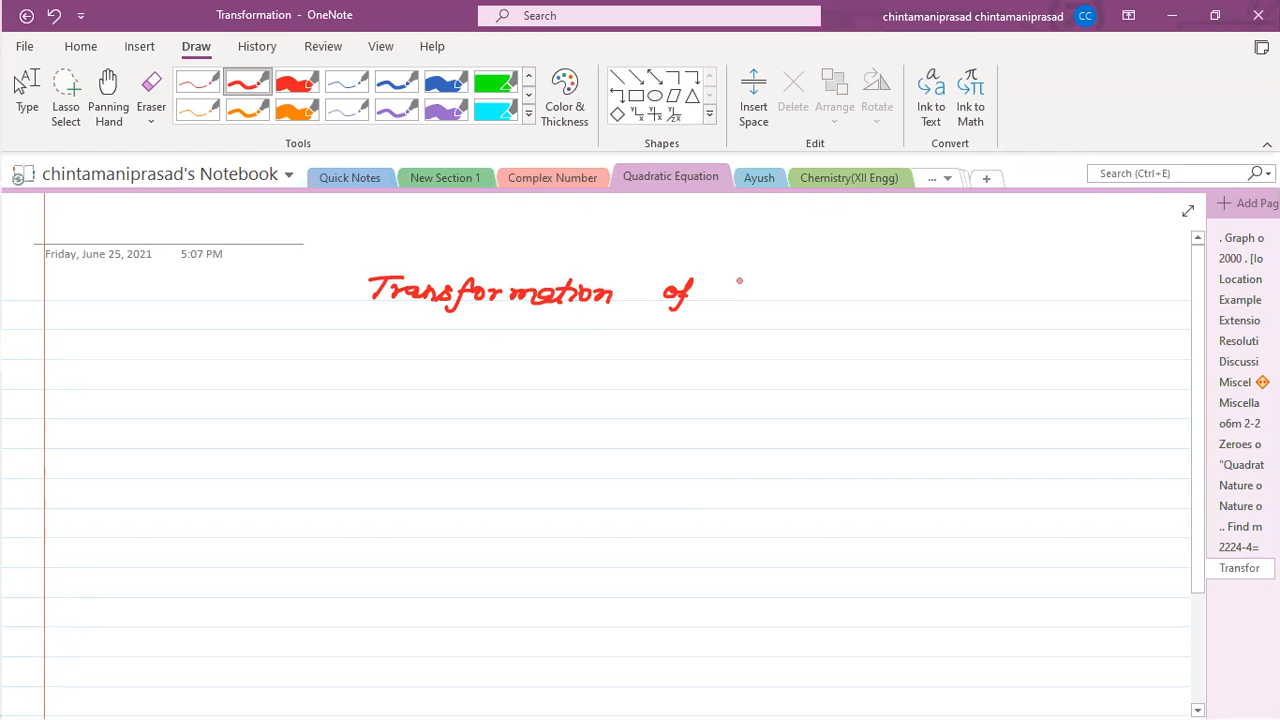 Transformation - OneNote
Search
chintamaniprasad chintamaniprasad
CC
File Home Insert Draw History Review View Help
Type
Lasso Select
Panning Hand
Eraser
Color & Thickness
Insert Space
Delete
Arrange
Rotate
Ink to Text
Ink to Math
Tools
Shapes
Edit
Convert
chintamaniprasad's Notebook
Quick Notes
New Section 1
Complex Number
Quadratic Equation
Ayush
Chemistry(XII Engg)
...
Search (Ctrl+E)
Add Pag
Friday, June 25, 2021 5:07 PM
Transformation of
. Graph o
2000 . [lo
Location
Example
Extensio
Resoluti
Discussi
Miscel
Miscella
o6m 2-2
Zeroes o
"Quadrat
Nature o
Nature o
.. Find m
2224-4=
Transfor